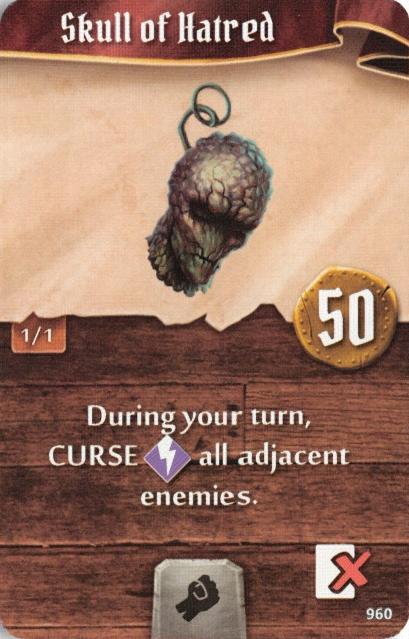 Skull of Hatred
50
1/1
During your turn,
CURSE all adjacent
enemies.
960